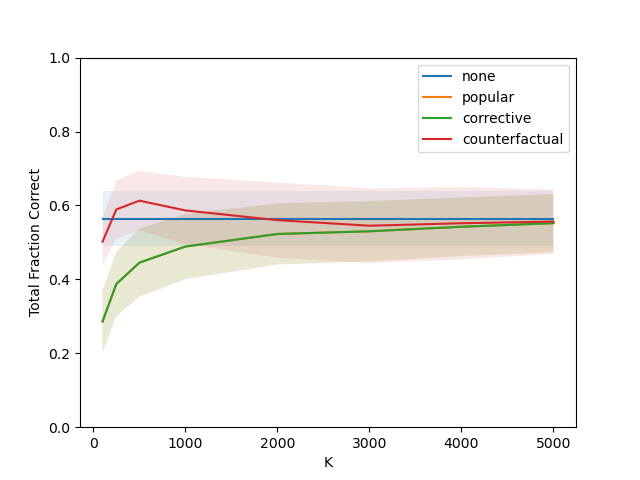 1.0
0.8
0.6
0.4
0.2
0.0
Total Fraction Correct
none
popular
corrective
counterfactual
0 1000 2000 3000 4000 5000
K